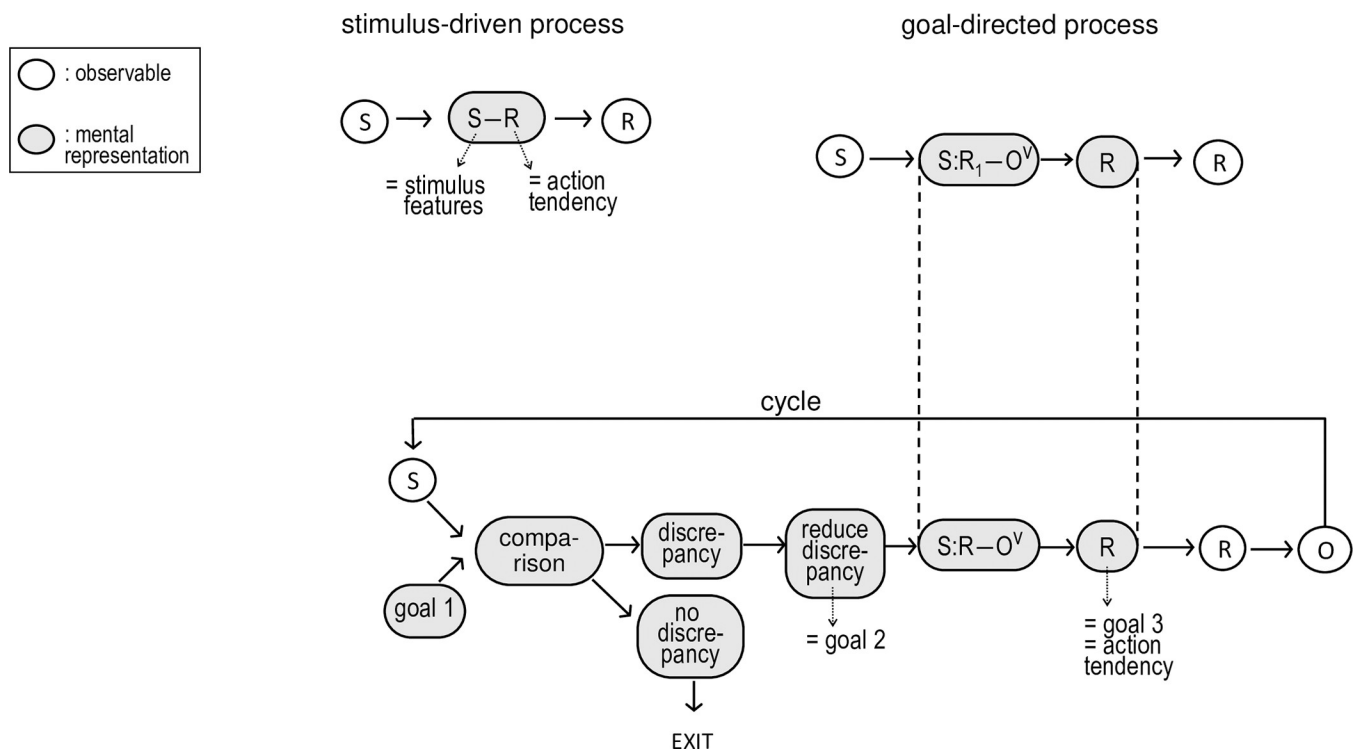 stimulus-driven process
goal-directed process
: observable
: mental
representation
S
S–R
R
= stimulus
features
= action
tendency
S
S:R₁–Oⱽ
R
R
cycle
S
goal 1
compa-
rison
discre-
pancy
no
discre-
pancy
EXIT
reduce
discre-
pancy
= goal 2
S:R–Oⱽ
R
= goal 3
= action
tendency
R
O